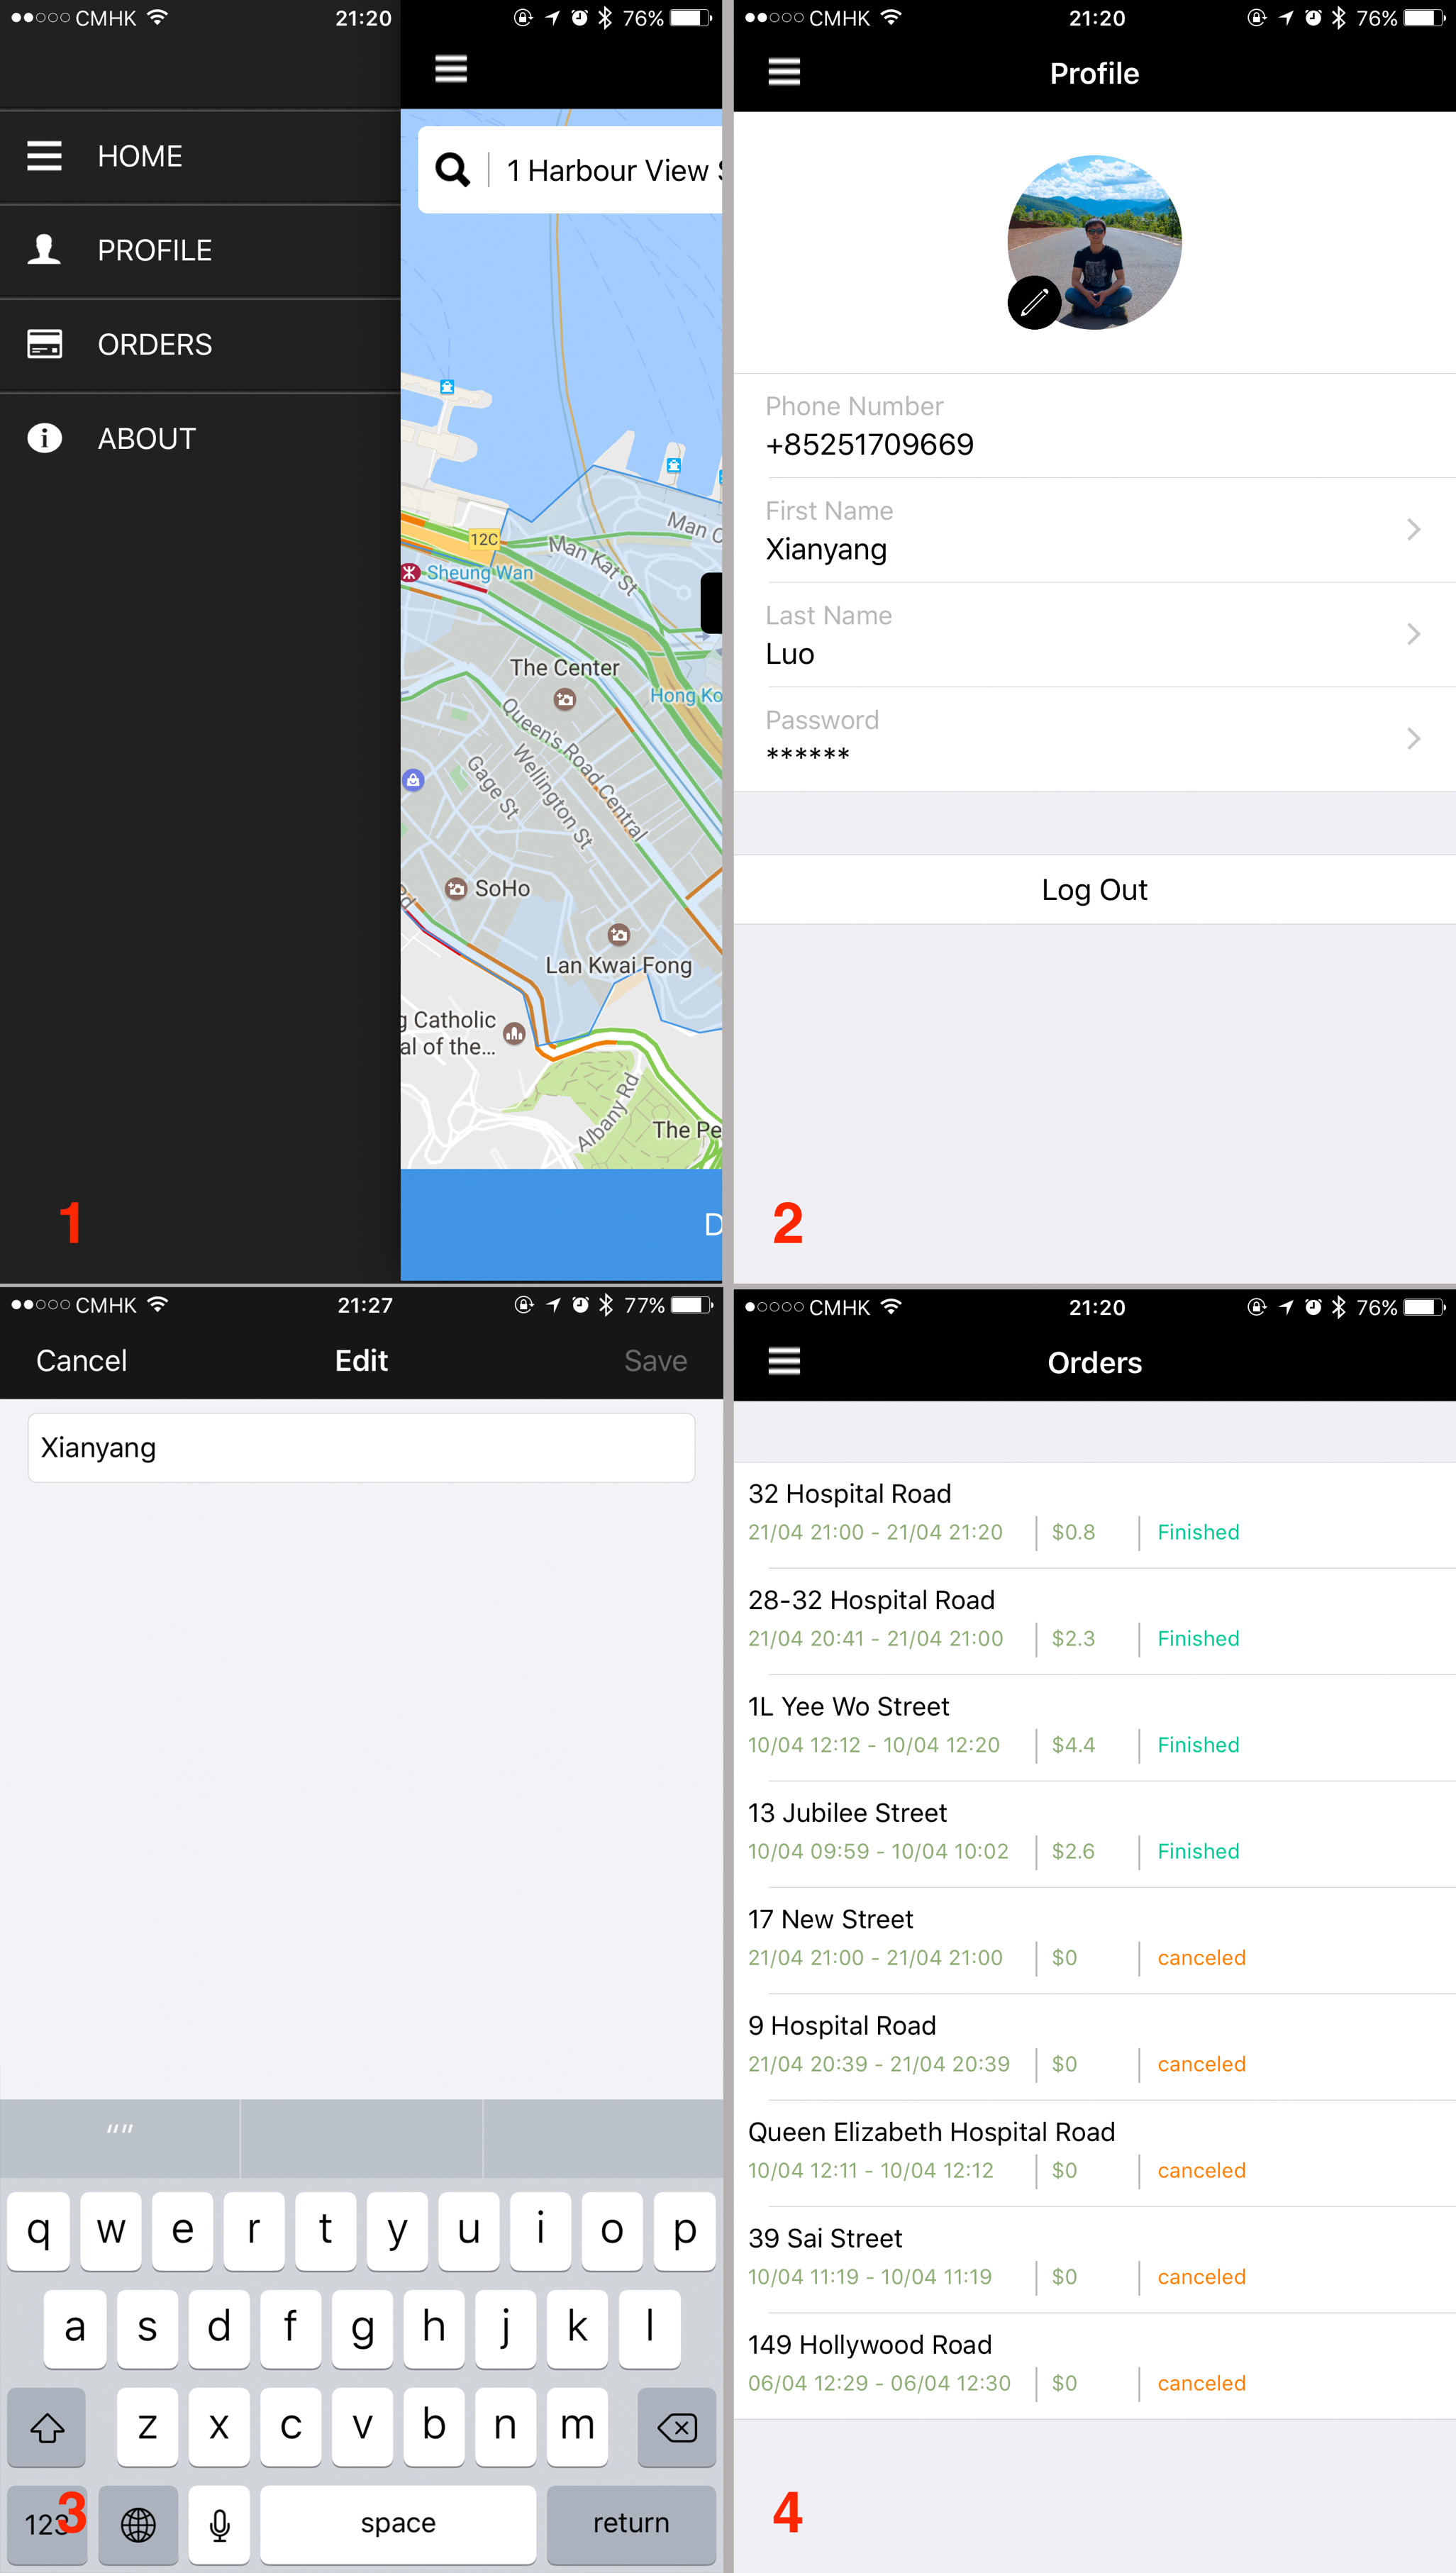 CMHK 21:20 76%
HOME
PROFILE
ORDERS
ABOUT
1 Harbour View
12C
Man Kat St
Man C
Sheung Wan
The Center
Hong Ko
Queen's Road Central
Gage St
Wellington St
SoHo
Lan Kwai Fong
g Catholic
al of the...
Albany Rd
The Pe
D
1
CMHK 21:20 76%
Profile
Phone Number
+85251709669
First Name
Xianyang
Last Name
Luo
Password
******
Log Out
2
CMHK 21:27 77%
Cancel Edit Save
Xianyang
“”
q w e r t y u i o p
a s d f g h j k l
z x c v b n m
123 space return
3
CMHK 21:20 76%
Orders
32 Hospital Road
21/04 21:00 - 21/04 21:20 $0.8 Finished
28-32 Hospital Road
21/04 20:41 - 21/04 21:00 $2.3 Finished
1L Yee Wo Street
10/04 12:12 - 10/04 12:20 $4.4 Finished
13 Jubilee Street
10/04 09:59 - 10/04 10:02 $2.6 Finished
17 New Street
21/04 21:00 - 21/04 21:00 $0 canceled
9 Hospital Road
21/04 20:39 - 21/04 20:39 $0 canceled
Queen Elizabeth Hospital Road
10/04 12:11 - 10/04 12:12 $0 canceled
39 Sai Street
10/04 11:19 - 10/04 11:19 $0 canceled
149 Hollywood Road
06/04 12:29 - 06/04 12:30 $0 canceled
4